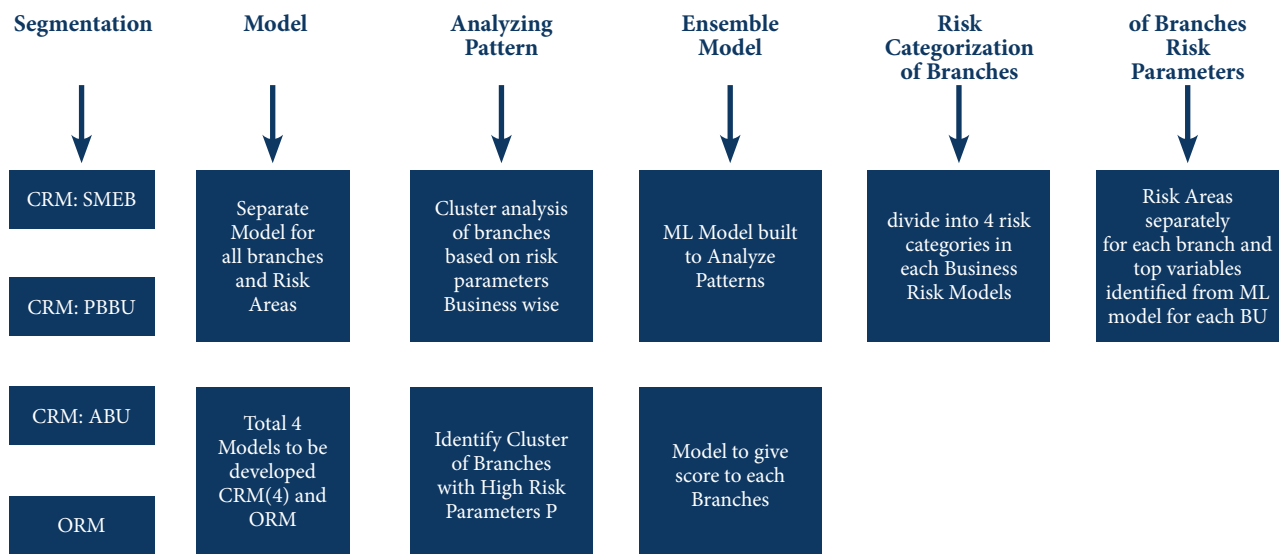 Segmentation
Model
Analyzing
Pattern
Ensemble
Model
Risk
Categorization
of Branches
of Branches
Risk
Parameters
CRM: SMEB
CRM: PBBU
CRM: ABU
ORM
Separate
Model for
all branches
and Risk
Areas
Total 4
Models to be
developed
CRM(4) and
ORM
Cluster analysis
of branches
based on risk
parameters
Business wise
Identify Cluster
of Branches
with High Risk
Parameters P
ML Model built
to Analyze
Patterns
Model to give
score to each
Branches
divide into 4 risk
categories in
each Business
Risk Models
Risk Areas
separately
for each branch and
top variables
identified from ML
model for each BU